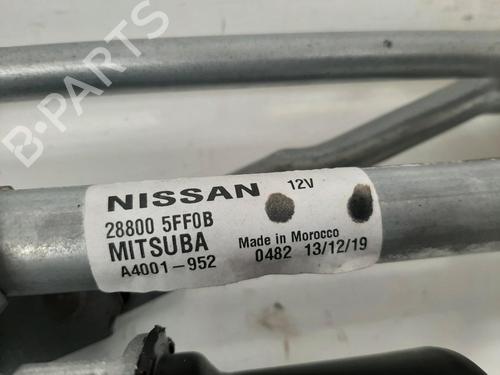 B-PARTS
NISSAN 12V
28800 5FF0B
MITSUBA Made in Morocco
A4001-952 0482 13/12/19